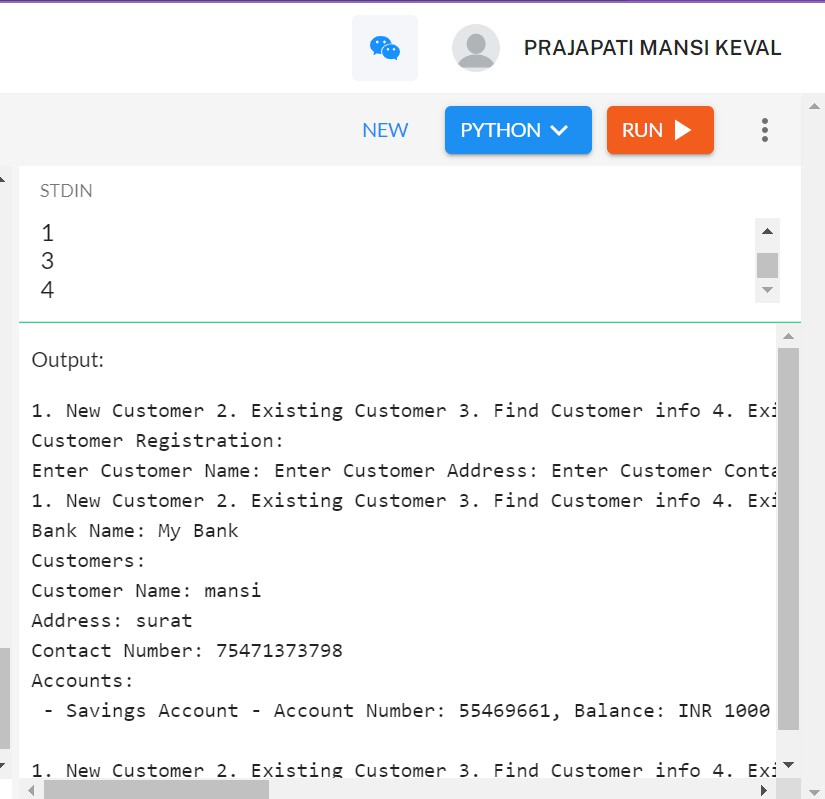 PRAJAPATI MANSI KEVAL
NEW PYTHON RUN
STDIN
1
3
4
Output:
1. New Customer 2. Existing Customer 3. Find Customer info 4. Exi
Customer Registration:
Enter Customer Name: Enter Customer Address: Enter Customer Conta
1. New Customer 2. Existing Customer 3. Find Customer info 4. Exi
Bank Name: My Bank
Customers:
Customer Name: mansi
Address: surat
Contact Number: 75471373798
Accounts:
- Savings Account - Account Number: 55469661, Balance: INR 1000
1. New Customer 2. Existing Customer 3. Find Customer info 4. Exi